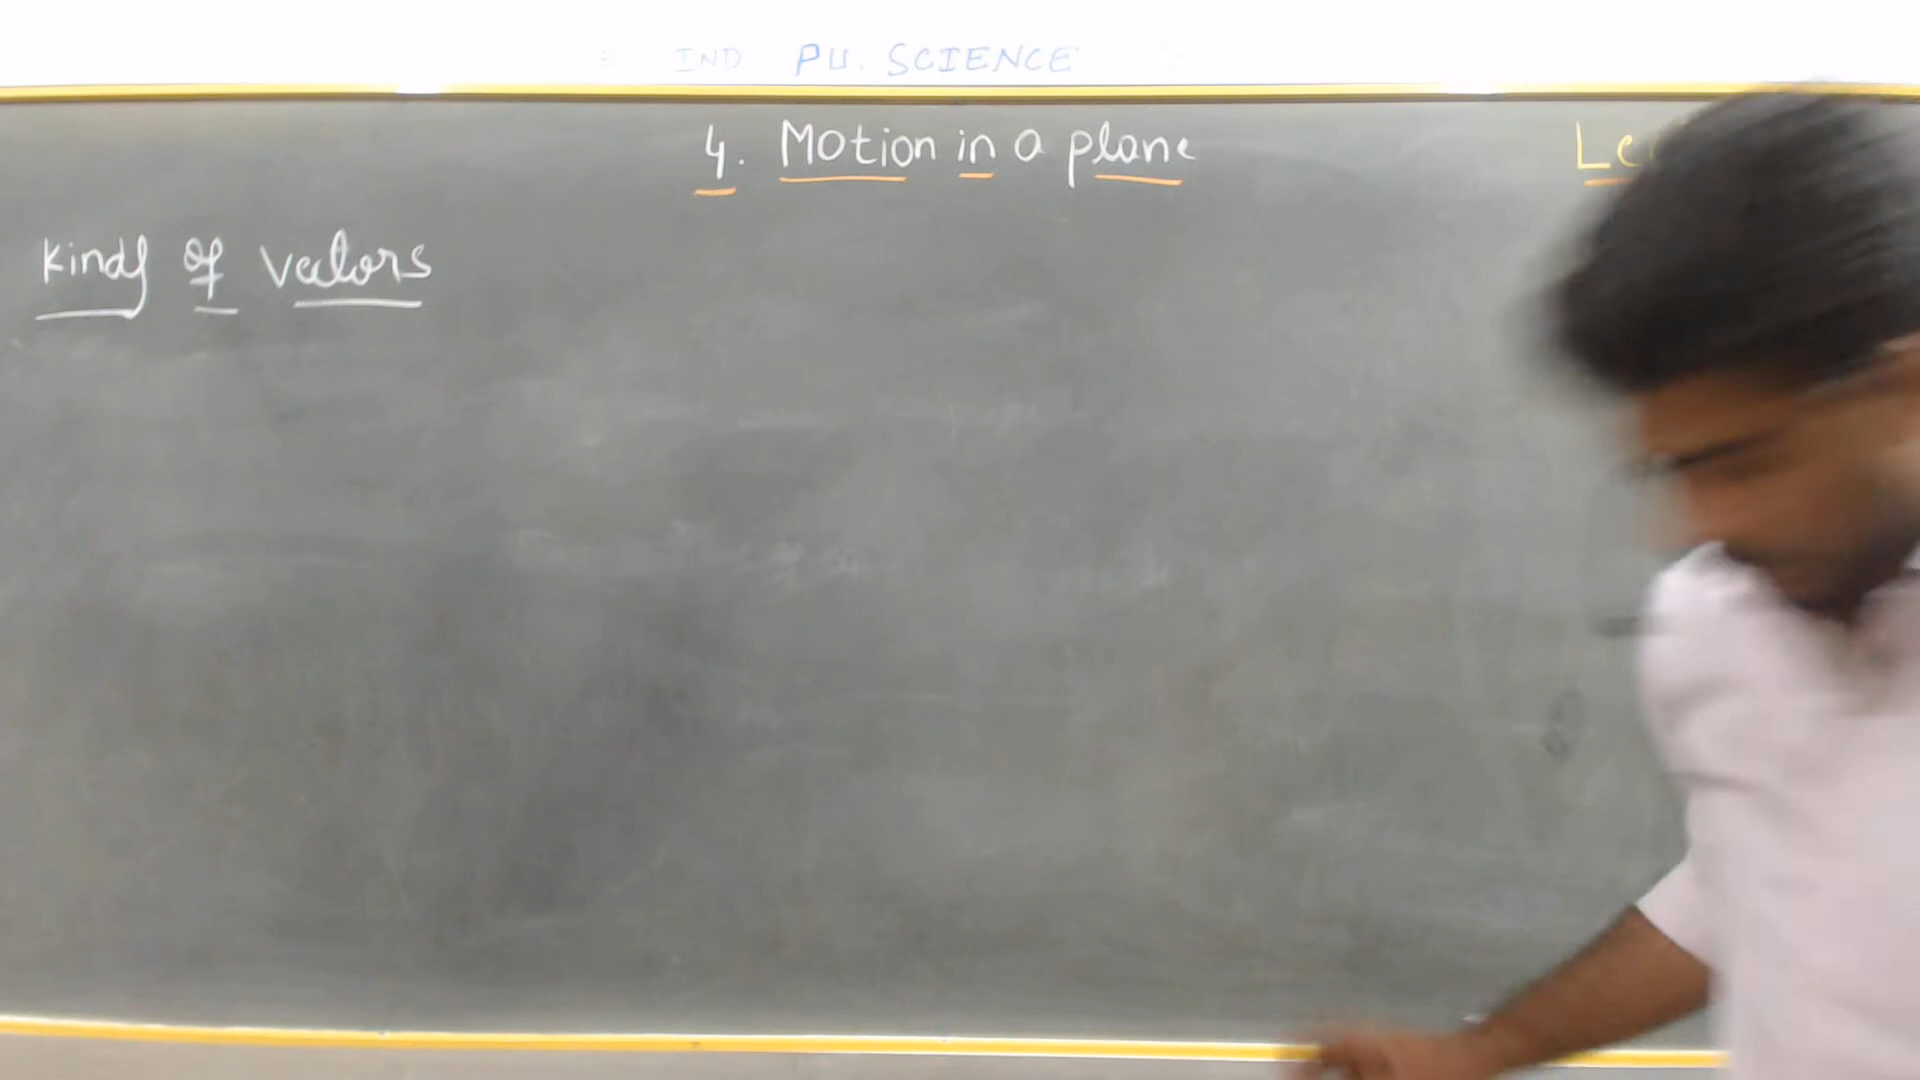 IND PU. SCIENCE
4. Motion in a plane
Kinds of vectors